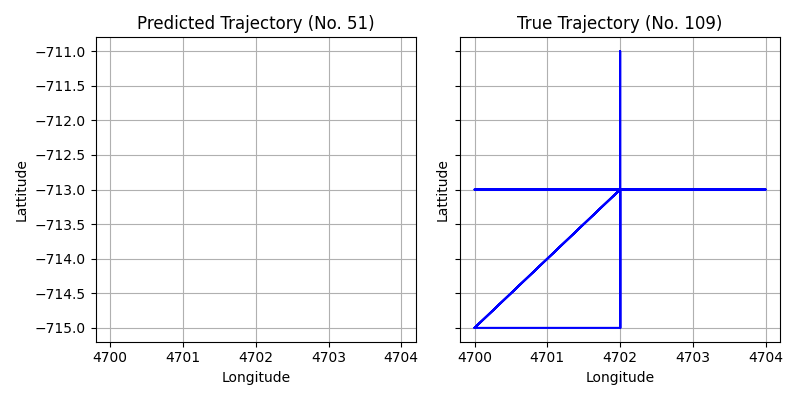 Predicted Trajectory (No. 51)
True Trajectory (No. 109)
−711.0
−711.5
−712.0
−712.5
−713.0
−713.5
−714.0
−714.5
−715.0
Lattitude
Lattitude
4700 4701 4702 4703 4704
4700 4701 4702 4703 4704
Longitude
Longitude